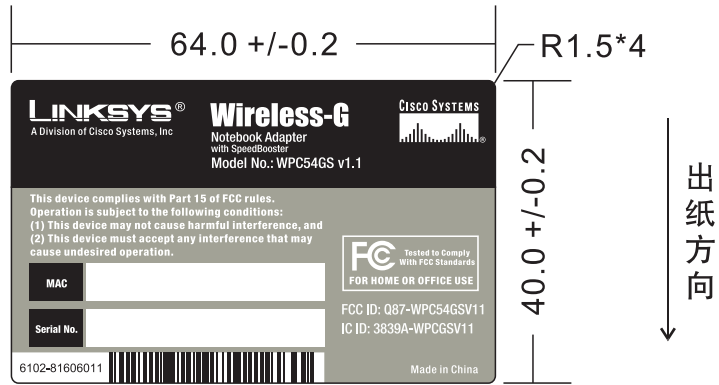 64.0 +/-0.2
R1.5*4
LINKSYS®
A Division of Cisco Systems, Inc
Wireless-G
Notebook Adapter
with SpeedBooster
Model No.: WPC54GS v1.1
CISCO SYSTEMS
®
40.0 +/-0.2
出纸方向
This device complies with Part 15 of FCC rules.
Operation is subject to the following conditions:
(1) This device may not cause harmful interference, and
(2) This device must accept any interference that may
cause undesired operation.
FC Tested to Comply
With FCC Standards
FOR HOME OR OFFICE USE
MAC
Serial No.
FCC ID: Q87-WPC54GSV11
IC ID: 3839A-WPCGSV11
6102-81606011
Made in China